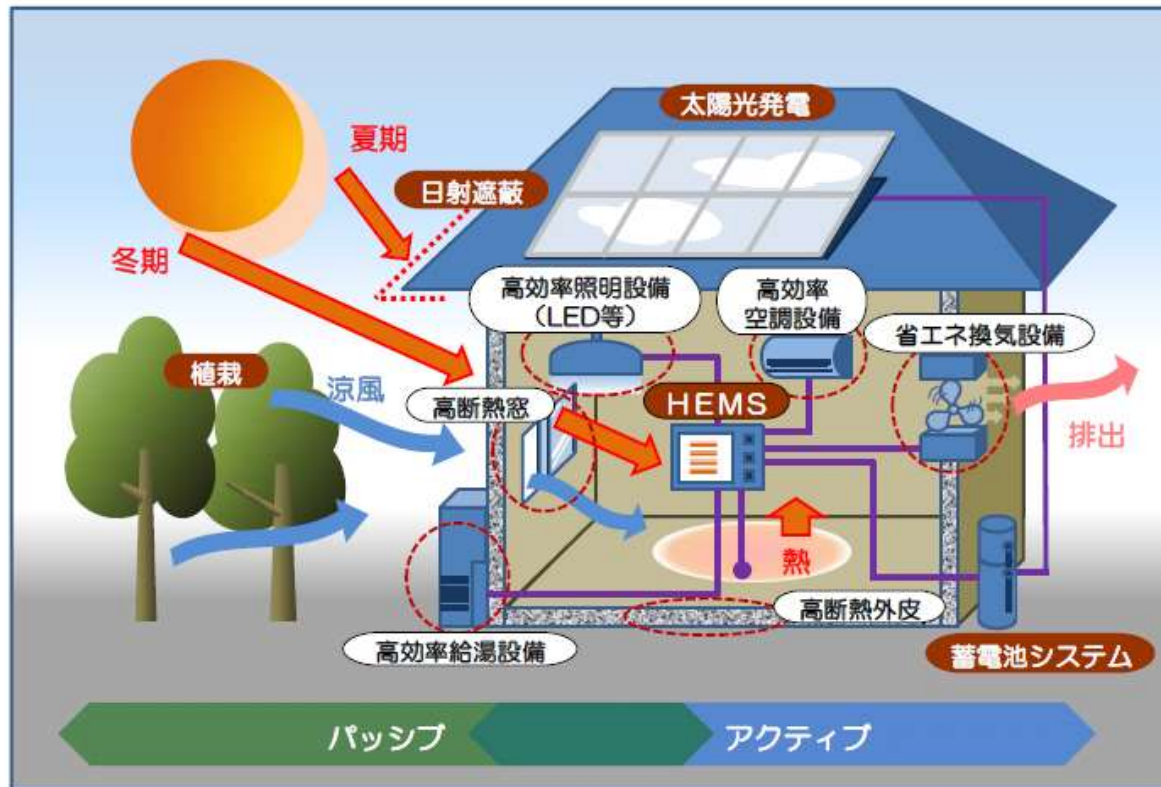 太陽光発電
夏期
日射遮蔽
冬期
高効率照明設備
（LED等）
高効率
空調設備
省エネ換気設備
植栽
涼風
高断熱窓
HEMS
排出
熱
高断熱外皮
高効率給湯設備
蓄電池システム
パッシブ
アクティブ